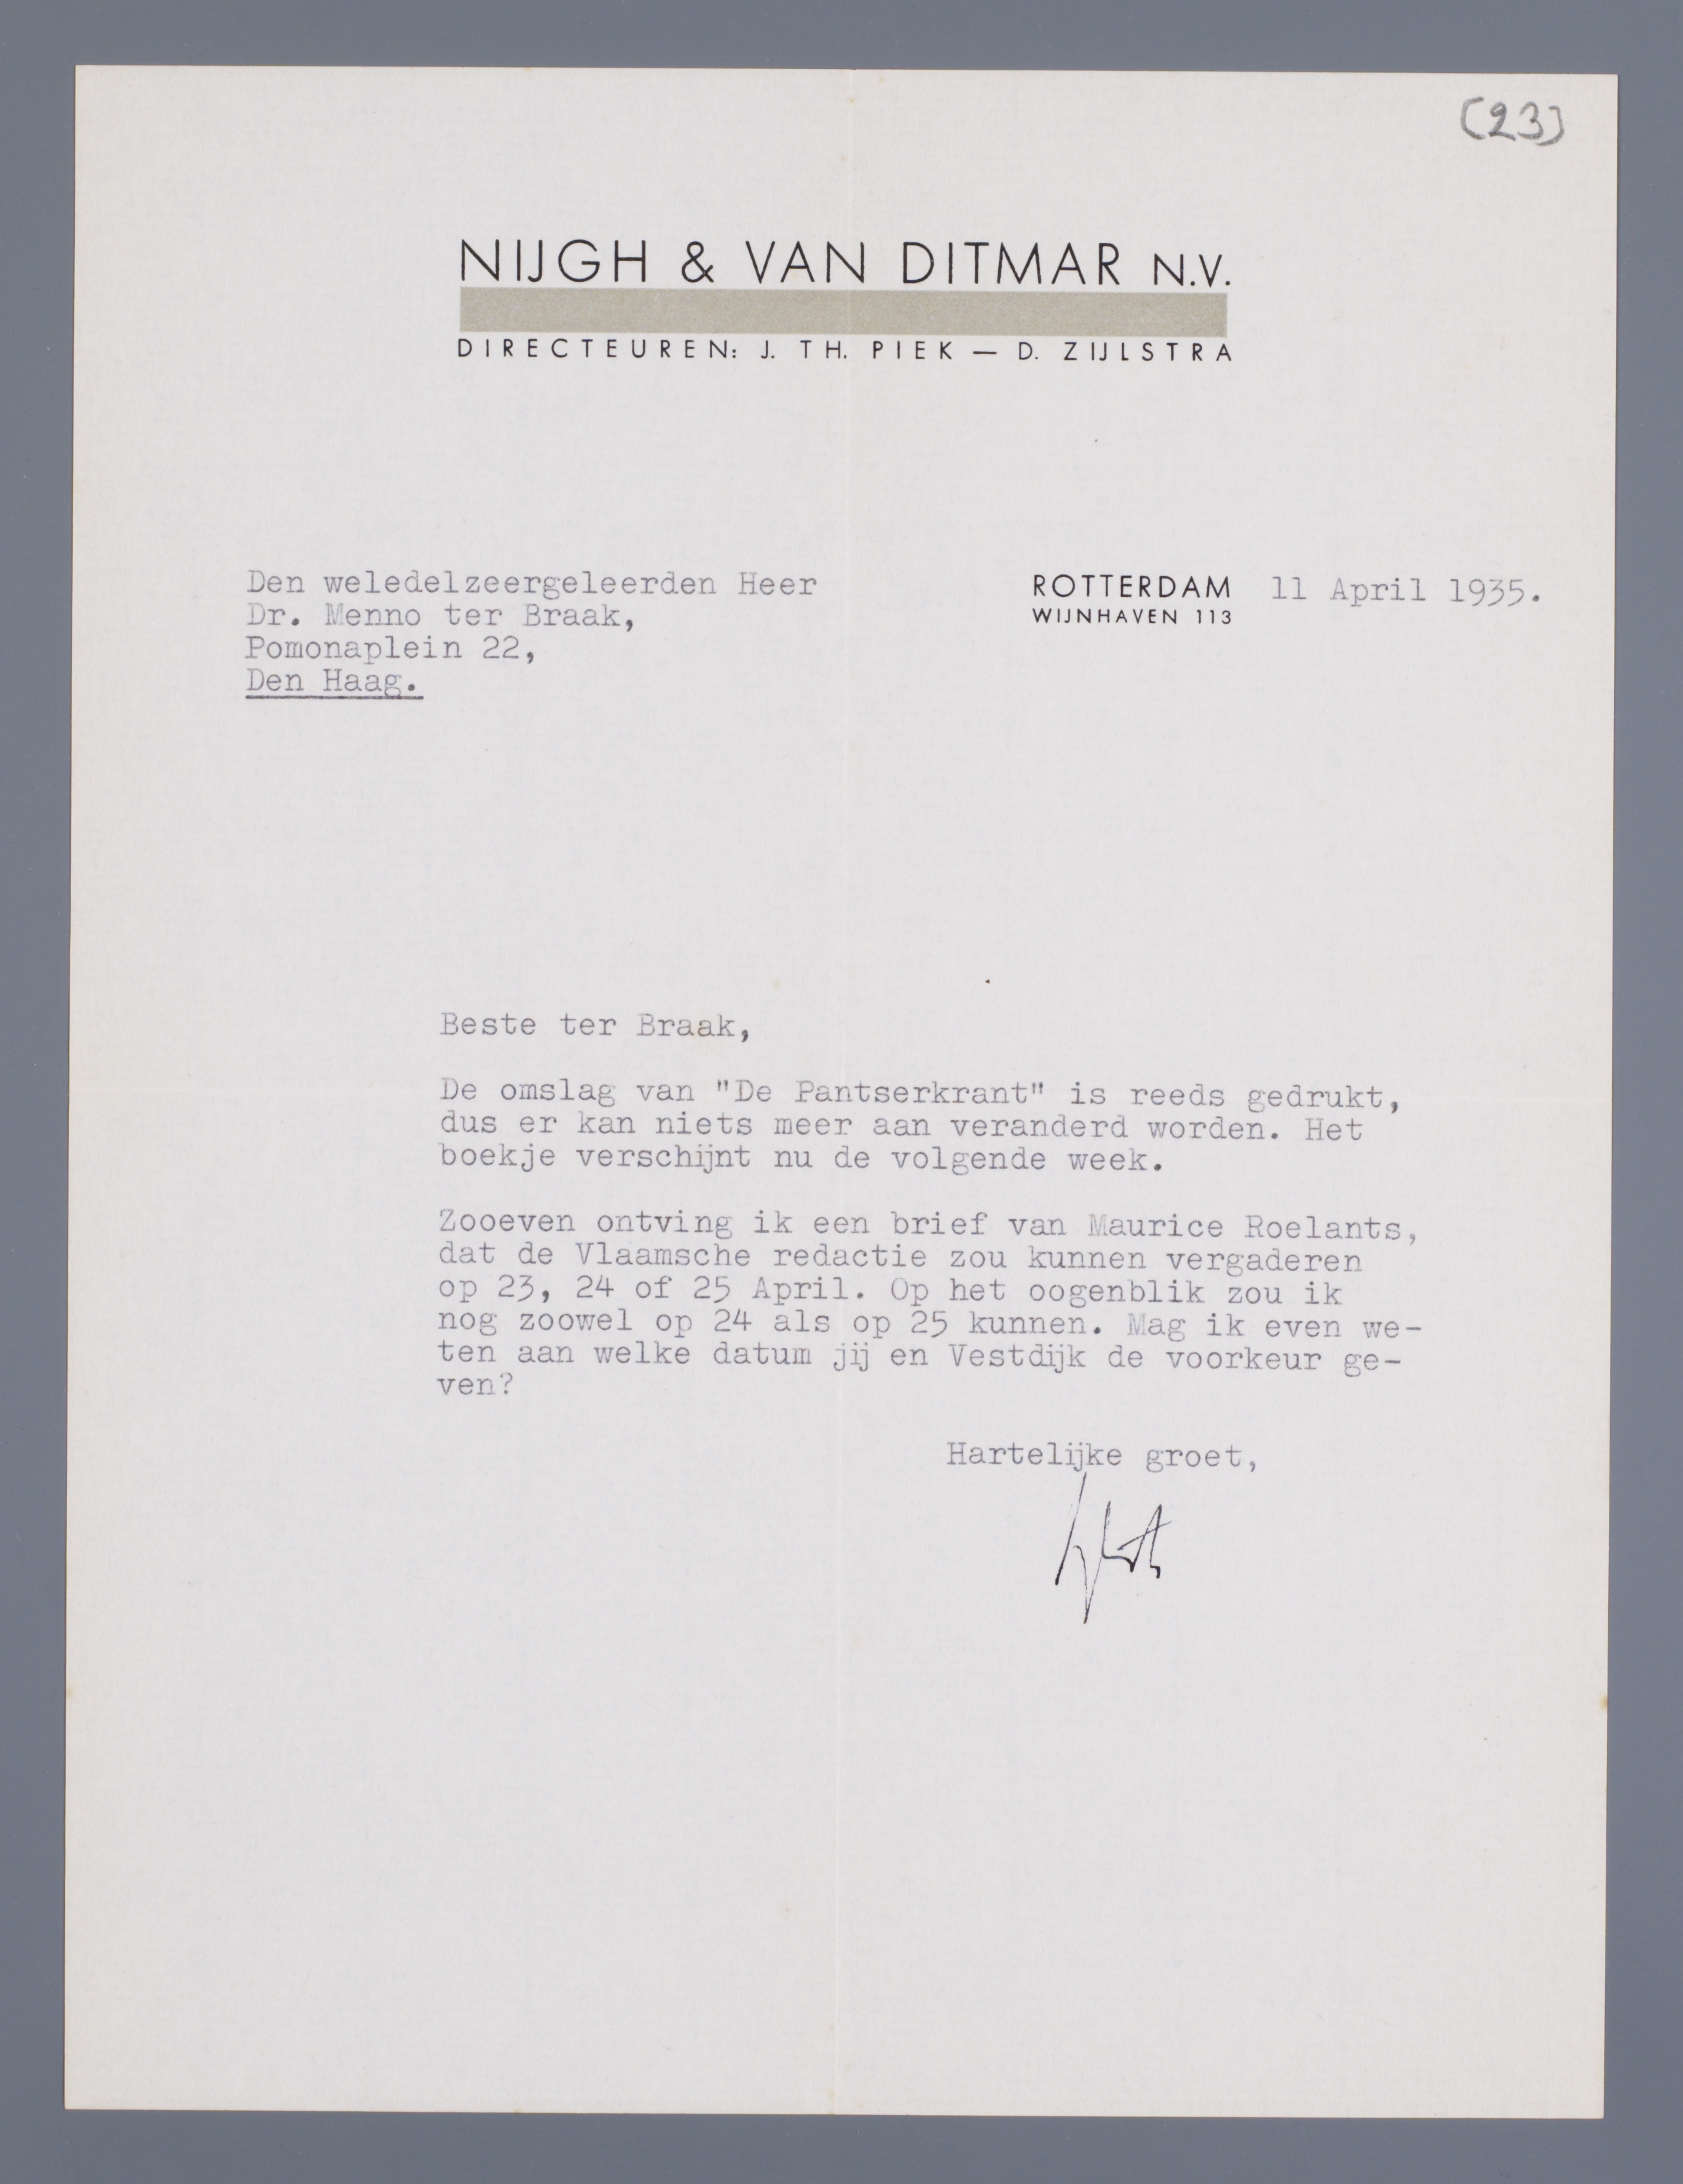 (23)
NIJGH & VAN DITMAR N.V.
DIRECTEUREN: J. TH. PIEK — D. ZIJLSTRA
Den weledelzeergeleerden Heer
Dr. Menno ter Braak,
Pomonaplein 22,
Den Haag.
ROTTERDAM 11 April 1935.
WIJNHAVEN 113
Beste ter Braak,
De omslag van "De Pantserkrant" is reeds gedrukt,
dus er kan niets meer aan veranderd worden. Het
boekje verschijnt nu de volgende week.
Zooeven ontving ik een brief van Maurice Roelants,
dat de Vlaamsche redactie zou kunnen vergaderen
op 23, 24 of 25 April. Op het oogenblik zou ik
nog zoowel op 24 als op 25 kunnen. Mag ik even we-
ten aan welke datum jij en Vestdijk de voorkeur ge-
ven?
Hartelijke groet,